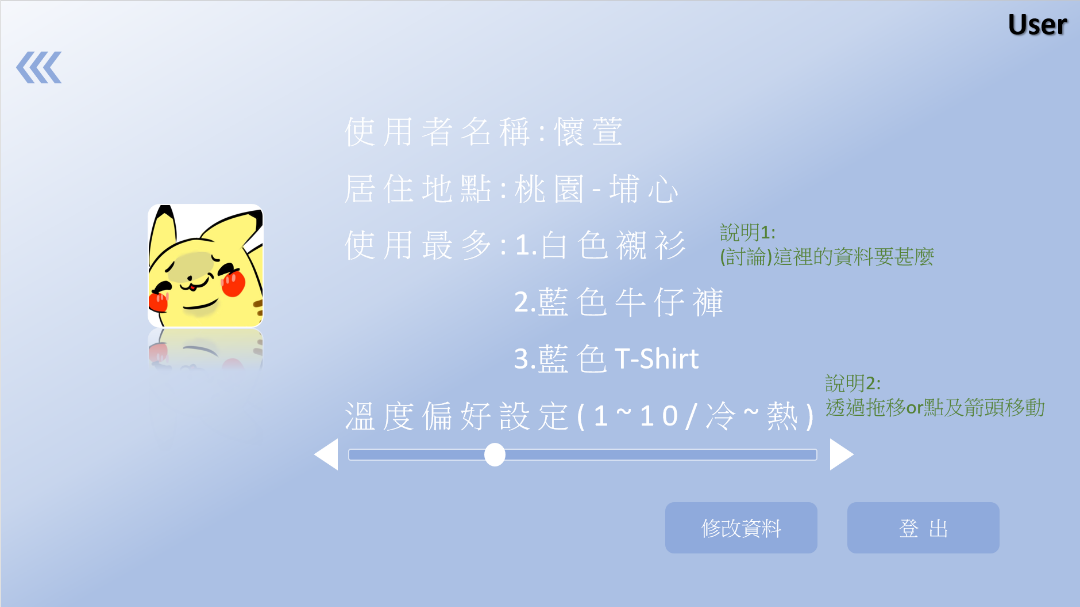 User
使用者名稱:懷萱
居住地點:桃園-埔心
使用最多:1.白色襯衫
說明1:
(討論)這裡的資料要甚麼
2.藍色牛仔褲
3.藍色T-Shirt
說明2:
透過拖移or點及箭頭移動
溫度偏好設定(1~10/冷~熱)
修改資料
登出